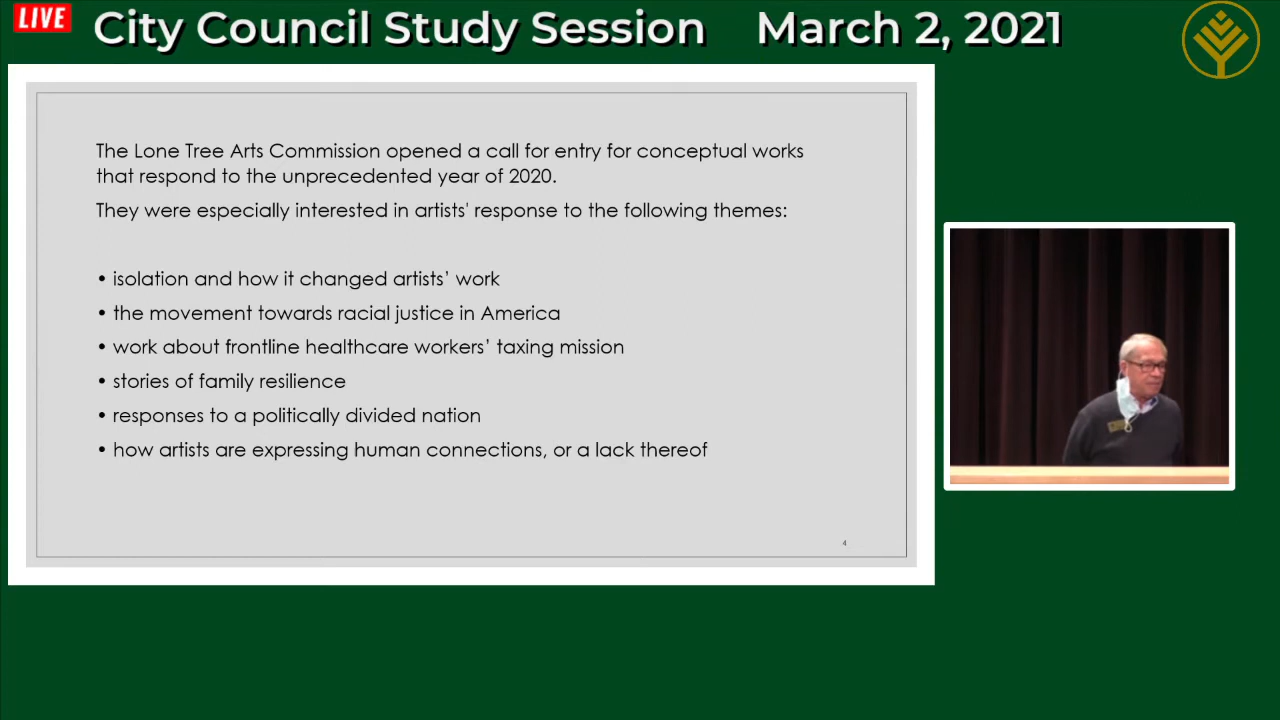 LIVE
City Council Study Session March 2, 2021
The Lone Tree Arts Commission opened a call for entry for conceptual works
that respond to the unprecedented year of 2020.
They were especially interested in artists' response to the following themes:
• isolation and how it changed artists’ work
• the movement towards racial justice in America
• work about frontline healthcare workers’ taxing mission
• stories of family resilience
• responses to a politically divided nation
• how artists are expressing human connections, or a lack thereof
4